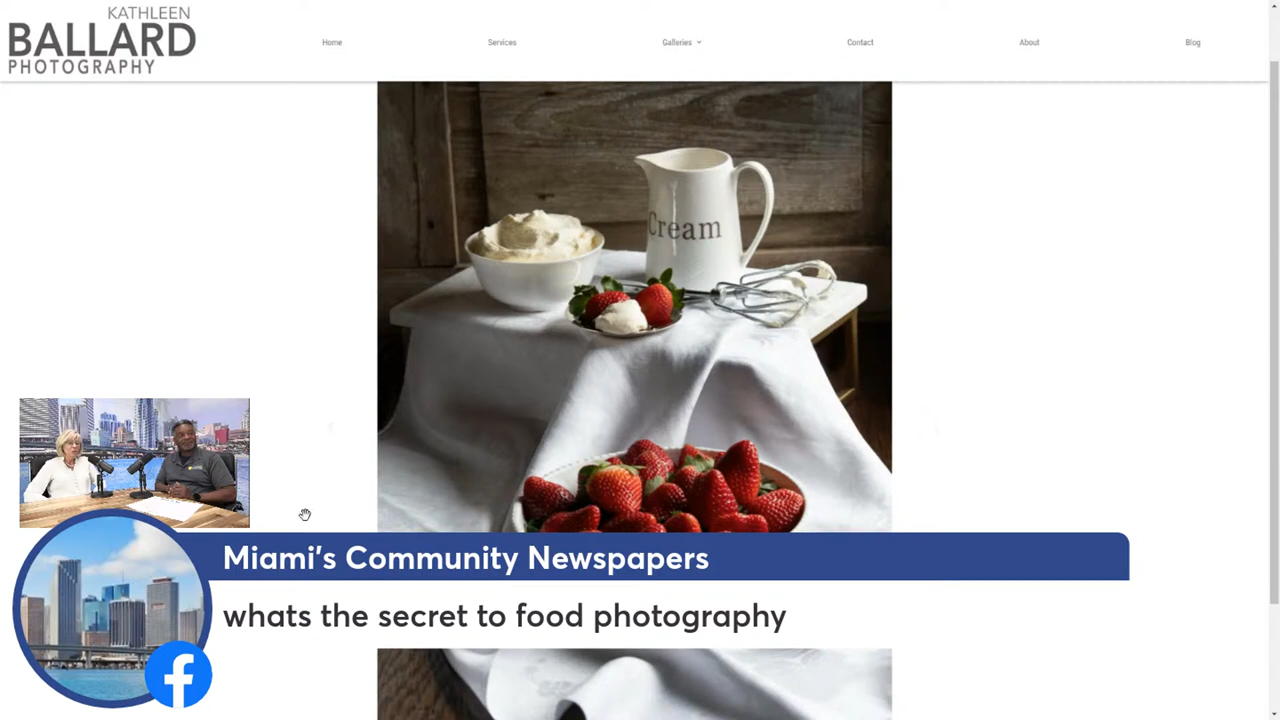 KATHLEEN
BALLARD
PHOTOGRAPHY
Home
Services
Galleries
Contact
About
Blog
Cream
Miami's Community Newspapers
whats the secret to food photography